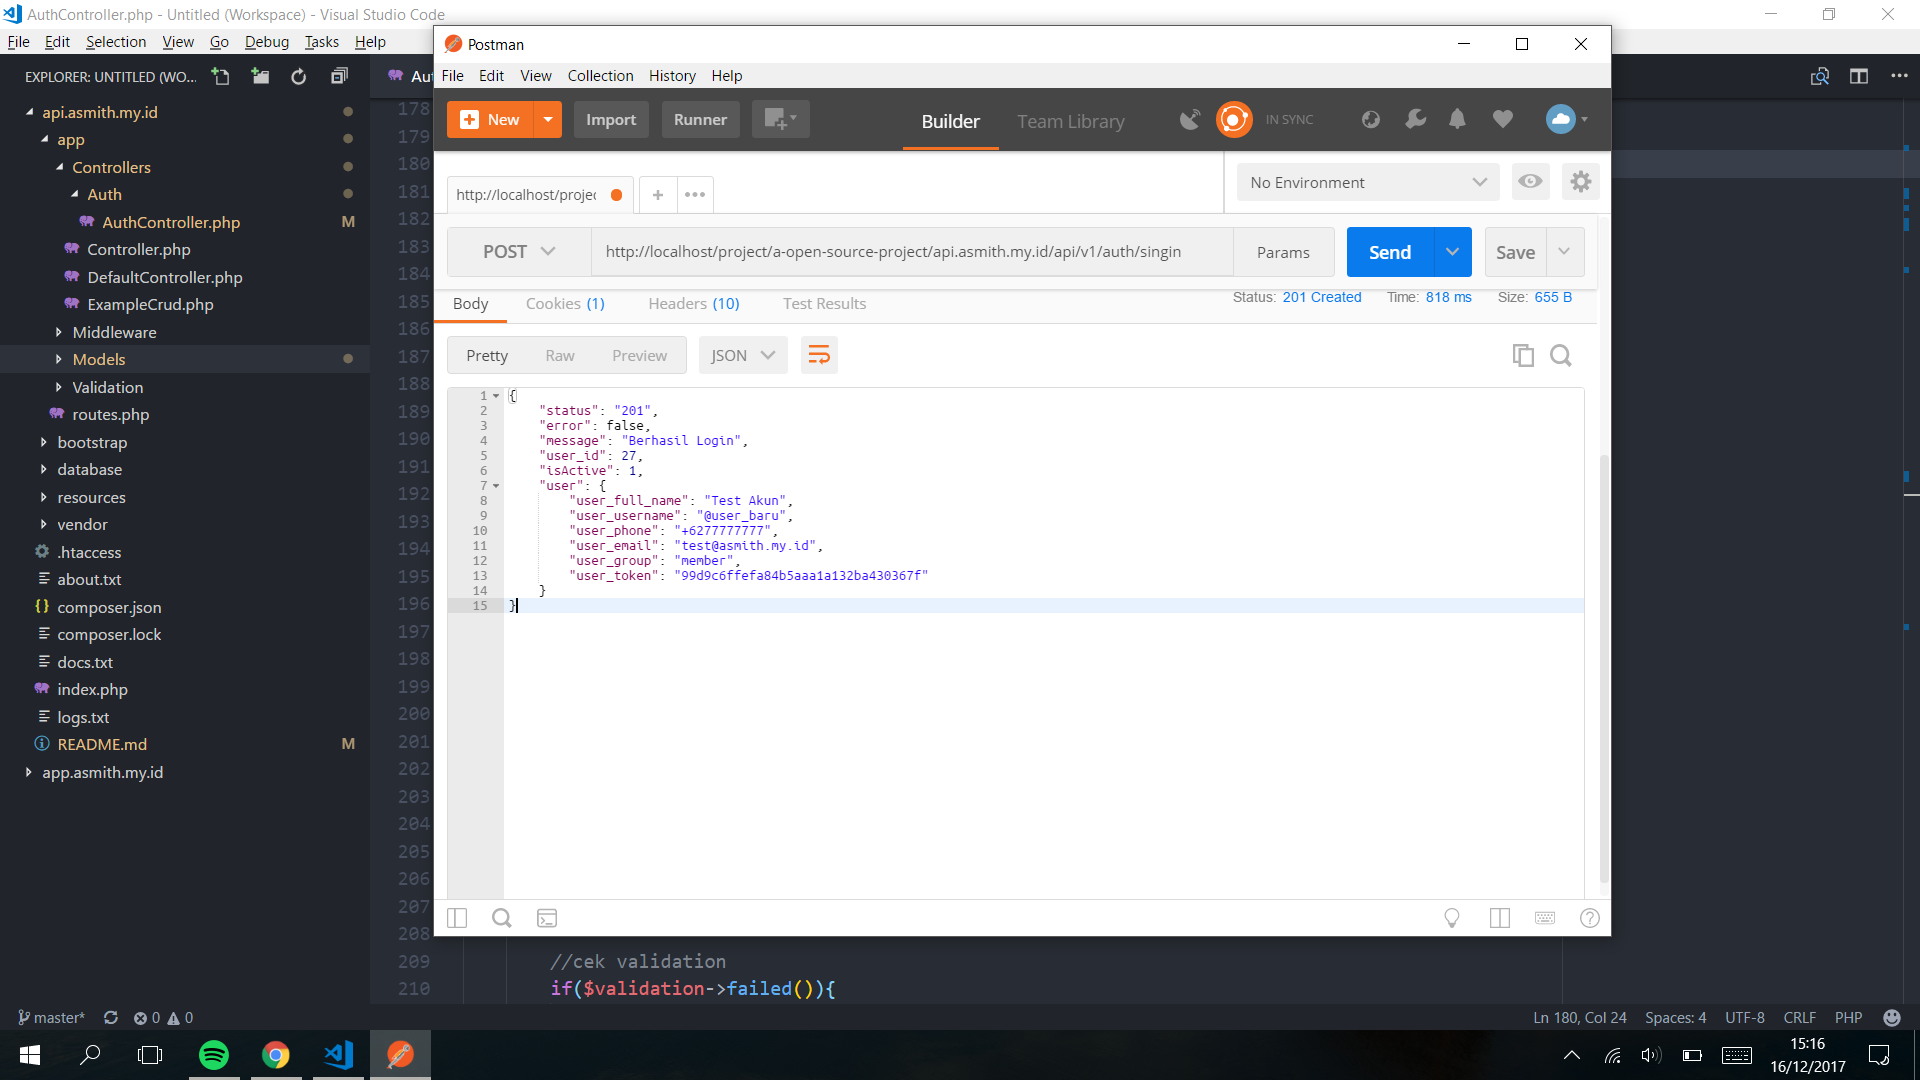 AuthController.php - Untitled (Workspace) - Visual Studio Code
File Edit Selection View Go Debug Tasks Help
EXPLORER: UNTITLED (WO...
api.asmith.my.id
app
Controllers
Auth
AuthController.php M
Controller.php
DefaultController.php
ExampleCrud.php
Middleware
Models
Validation
routes.php
bootstrap
database
resources
vendor
.htaccess
about.txt
composer.json
composer.lock
docs.txt
index.php
logs.txt
README.md M
app.asmith.my.id
178
179
180
181
182
183
184
185
186
187
188
189
190
191
192
193
194
195
196
197
198
199
200
201
202
203
204
205
206
207
208
209 //cek validation
210 if($validation->failed()){
Postman
File Edit View Collection History Help
New Import Runner Builder Team Library IN SYNC
http://localhost/projec + ••• No Environment
POST http://localhost/project/a-open-source-project/api.asmith.my.id/api/v1/auth/singin Params Send Save
Body Cookies (1) Headers (10) Test Results Status: 201 Created Time: 818 ms Size: 655 B
Pretty Raw Preview JSON
1 {
2 "status": "201",
3 "error": false,
4 "message": "Berhasil Login",
5 "user_id": 27,
6 "isActive": 1,
7 "user": {
8 "user_full_name": "Test Akun",
9 "user_username": "@user_baru",
10 "user_phone": "+6277777777",
11 "user_email": "test@asmith.my.id",
12 "user_group": "member",
13 "user_token": "99d9c6ffefa84b5aaa1a132ba430367f"
14 }
15 }
master* 0 0 Ln 180, Col 24 Spaces: 4 UTF-8 CRLF PHP
15:16
16/12/2017